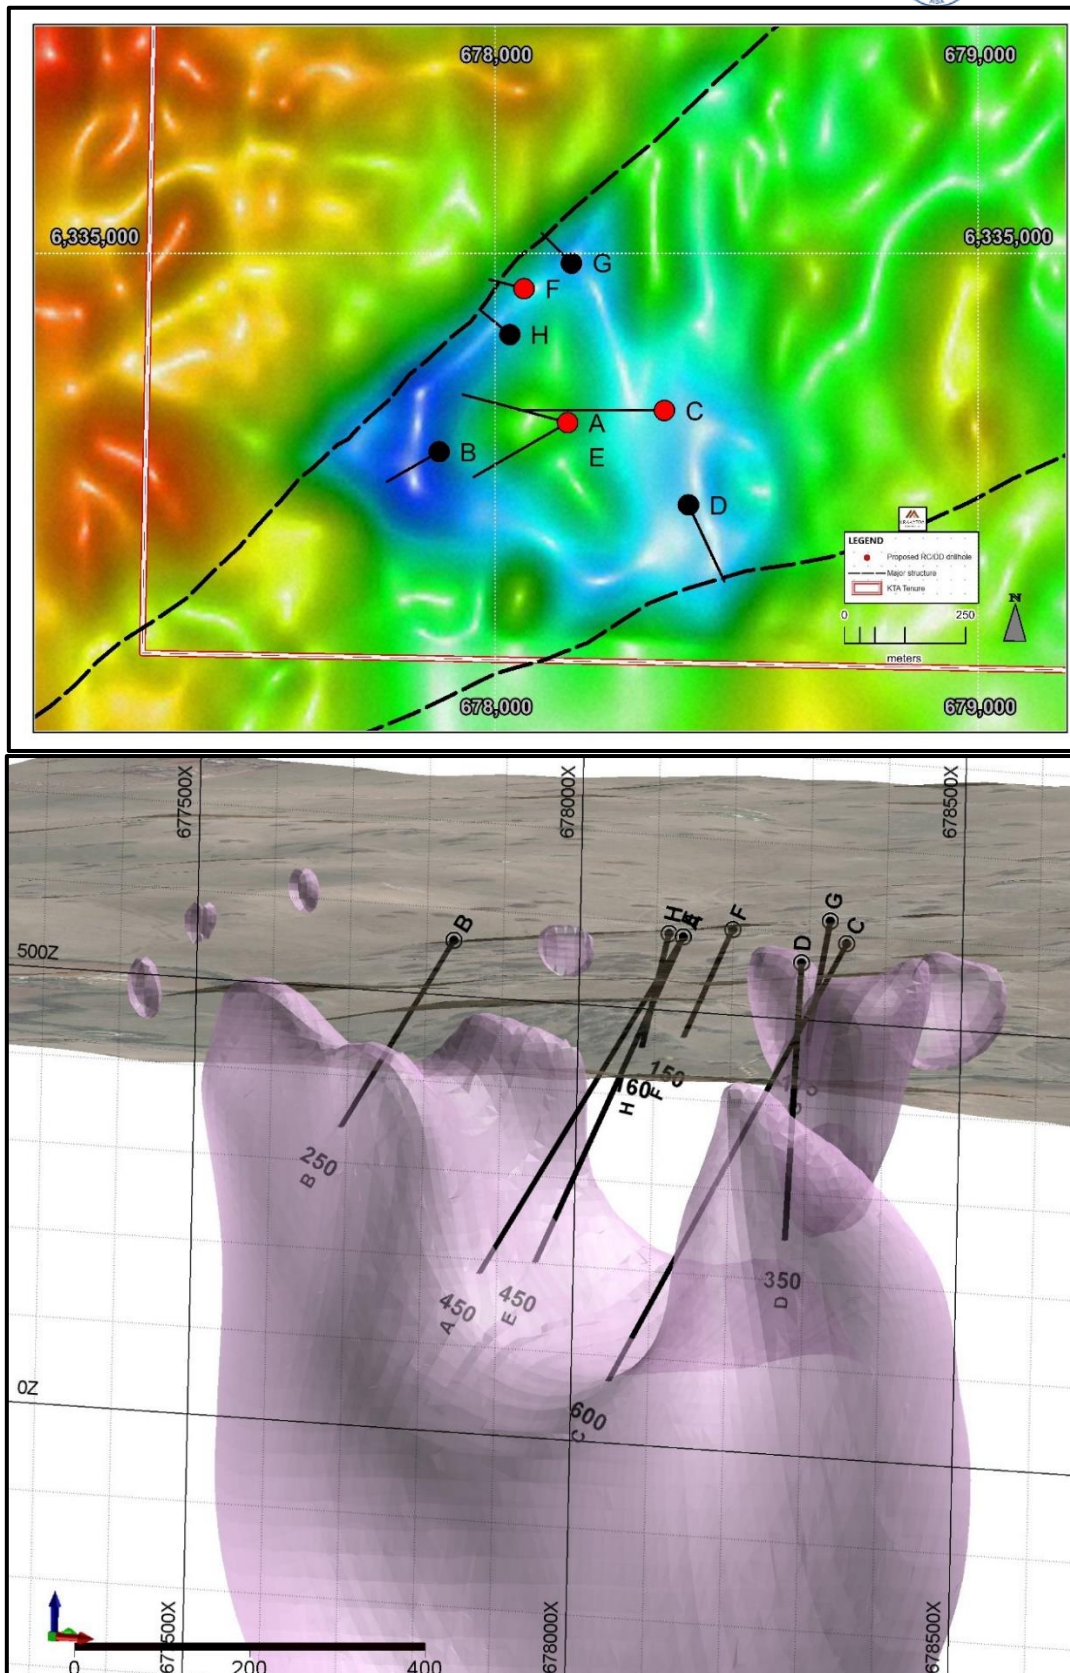 678,000
679,000
6,335,000
6,335,000
G
F
H
C
A
B
E
D
LEGEND
Proposed RC/DD drillhole
Major structure
KTA Tenure
N
0
250
meters
678,000
679,000
677500X
678000X
678500X
B
H
F
G
C
D
500Z
150
F
160
H
250
B
450
A
450
E
350
D
0Z
600
C
677500X
678000X
678500X
0
200
400